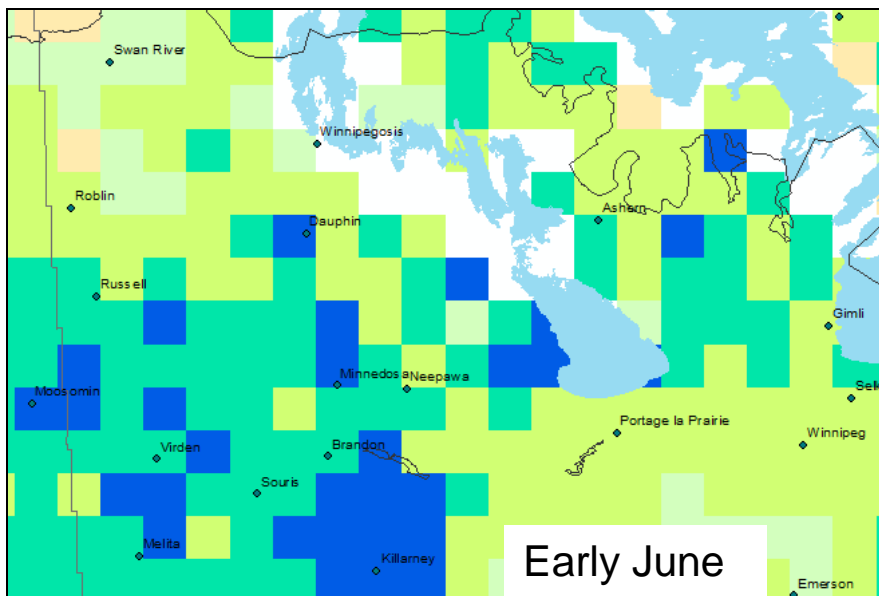 Swan River
Winnipegosis
Roblin
Ashern
Dauphin
Russell
Gimli
Minnedosa
Neepawa
Moosomin
Selk
Portage la Prairie
Winnipeg
Virden
Brandon
Souris
Melita
Killarney
Early June
Emerson